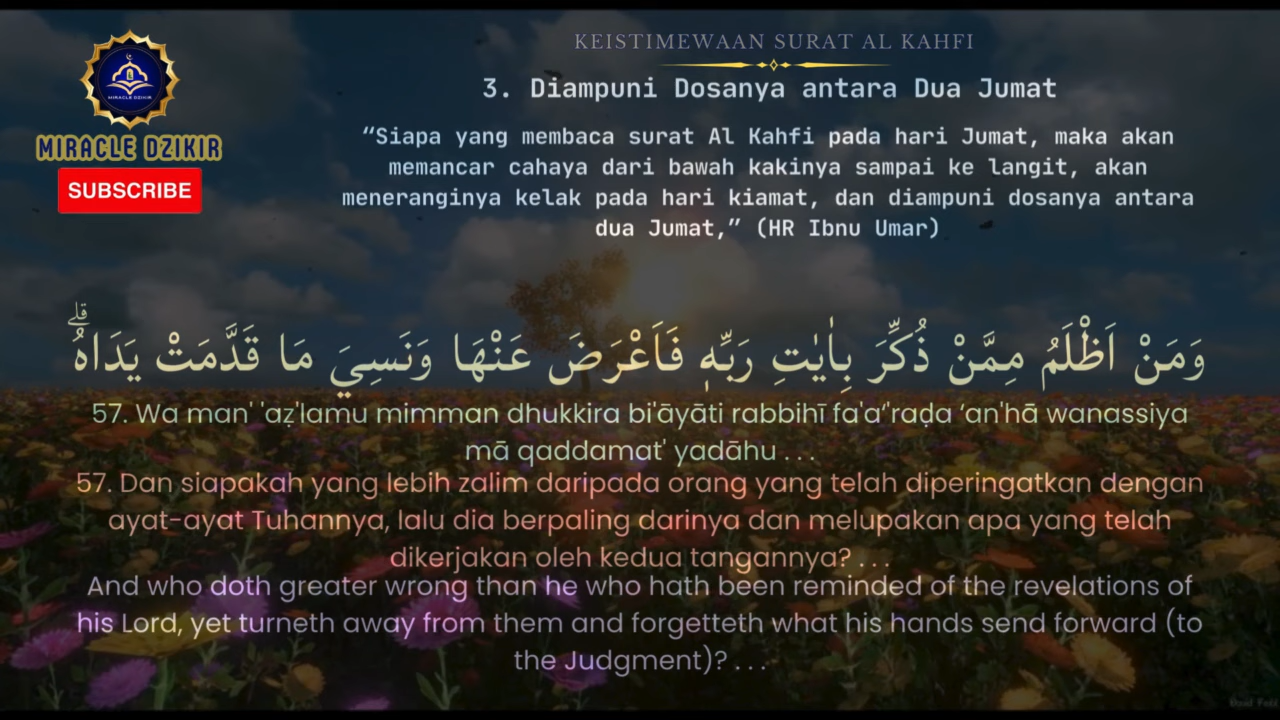 MIRACLE DZIKIR
MIRACLE DZIKIR
SUBSCRIBE
KEISTIMEWAAN SURAT AL KAHFI
3. Diampuni Dosanya antara Dua Jumat
“Siapa yang membaca surat Al Kahfi pada hari Jumat, maka akan
memancar cahaya dari bawah kakinya sampai ke langit, akan
meneranginya kelak pada hari kiamat, dan diampuni dosanya antara
dua Jumat,” (HR Ibnu Umar)
وَمَنْ اَظْلَمُ مِمَّنْ ذُكِّرَ بِاٰيٰتِ رَبِّهٖ فَاَعْرَضَ عَنْهَا وَنَسِيَ مَا قَدَّمَتْ يَدَاهُۗ
57. Wa man' 'aẓ'lamu mimman dhukkira bi'āyāti rabbihī fa'a‘'raḍa ‘an'hā wanassiya
mā qaddamat' yadāhu . . .
57. Dan siapakah yang lebih zalim daripada orang yang telah diperingatkan dengan
ayat-ayat Tuhannya, lalu dia berpaling darinya dan melupakan apa yang telah
dikerjakan oleh kedua tangannya? . . .
And who doth greater wrong than he who hath been reminded of the revelations of
his Lord, yet turneth away from them and forgetteth what his hands send forward (to
the Judgment)? . . .